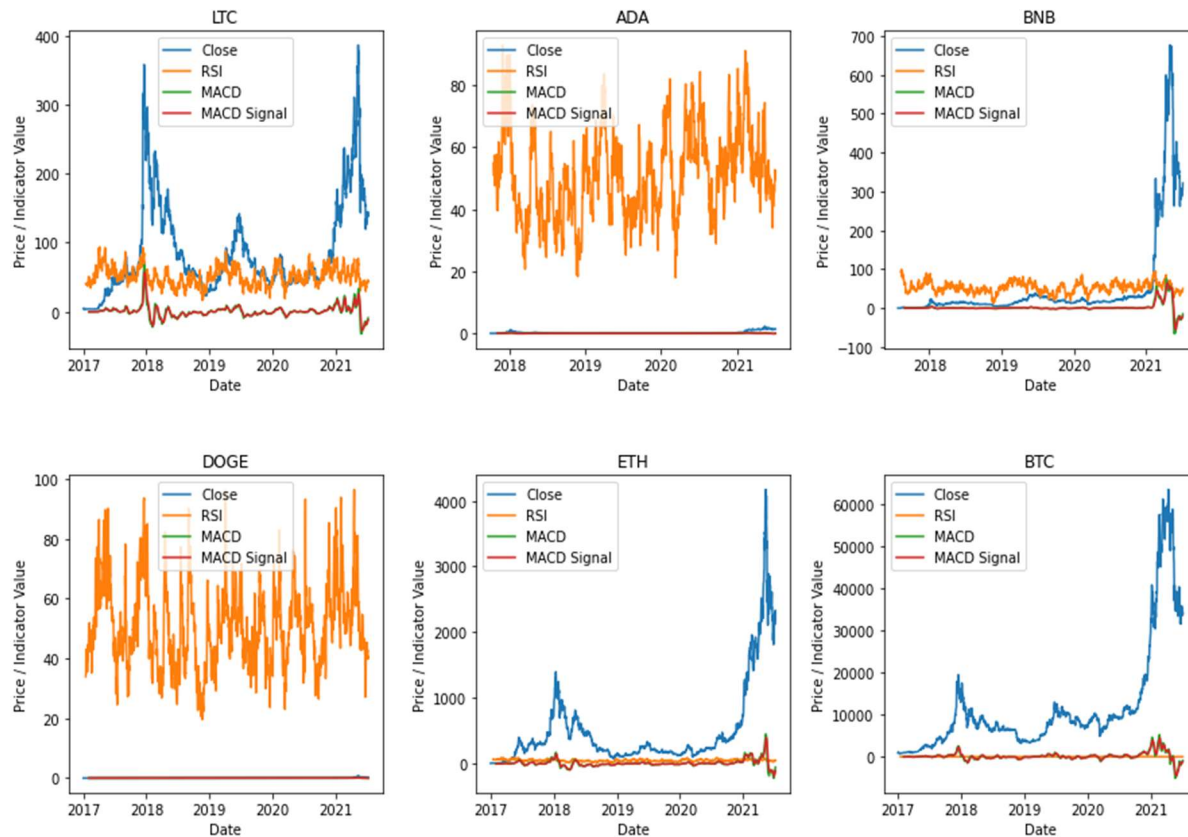 LTC
400
300
200
100
0
Price / Indicator Value
Close
RSI
MACD
MACD Signal
2017 2018 2019 2020 2021
Date
ADA
80
60
40
20
0
Price / Indicator Value
Close
RSI
MACD
MACD Signal
2018 2019 2020 2021
Date
BNB
700
600
500
400
300
200
100
0
−100
Price / Indicator Value
Close
RSI
MACD
MACD Signal
2018 2019 2020 2021
Date
DOGE
100
80
60
40
20
0
Price / Indicator Value
Close
RSI
MACD
MACD Signal
2017 2018 2019 2020 2021
Date
ETH
4000
3000
2000
1000
0
Price / Indicator Value
Close
RSI
MACD
MACD Signal
2017 2018 2019 2020 2021
Date
BTC
60000
50000
40000
30000
20000
10000
0
Price / Indicator Value
Close
RSI
MACD
MACD Signal
2017 2018 2019 2020 2021
Date